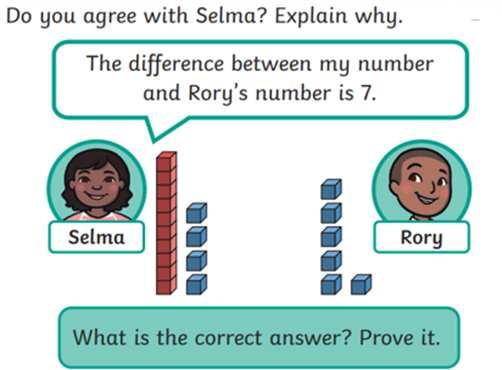 Do you agree with Selma? Explain why.
The difference between my number
and Rory's number is 7.
Selma
Rory
What is the correct answer? Prove it.